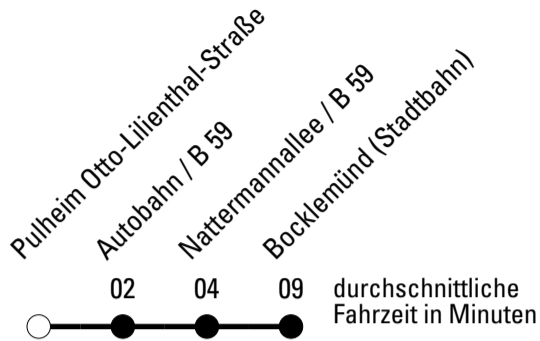 Pulheim Otto-Lilienthal-Straße
Autobahn / B 59
Nattermannallee / B 59
Bocklemünd (Stadtbahn)
02 04 09 durchschnittliche
Fahrzeit in Minuten